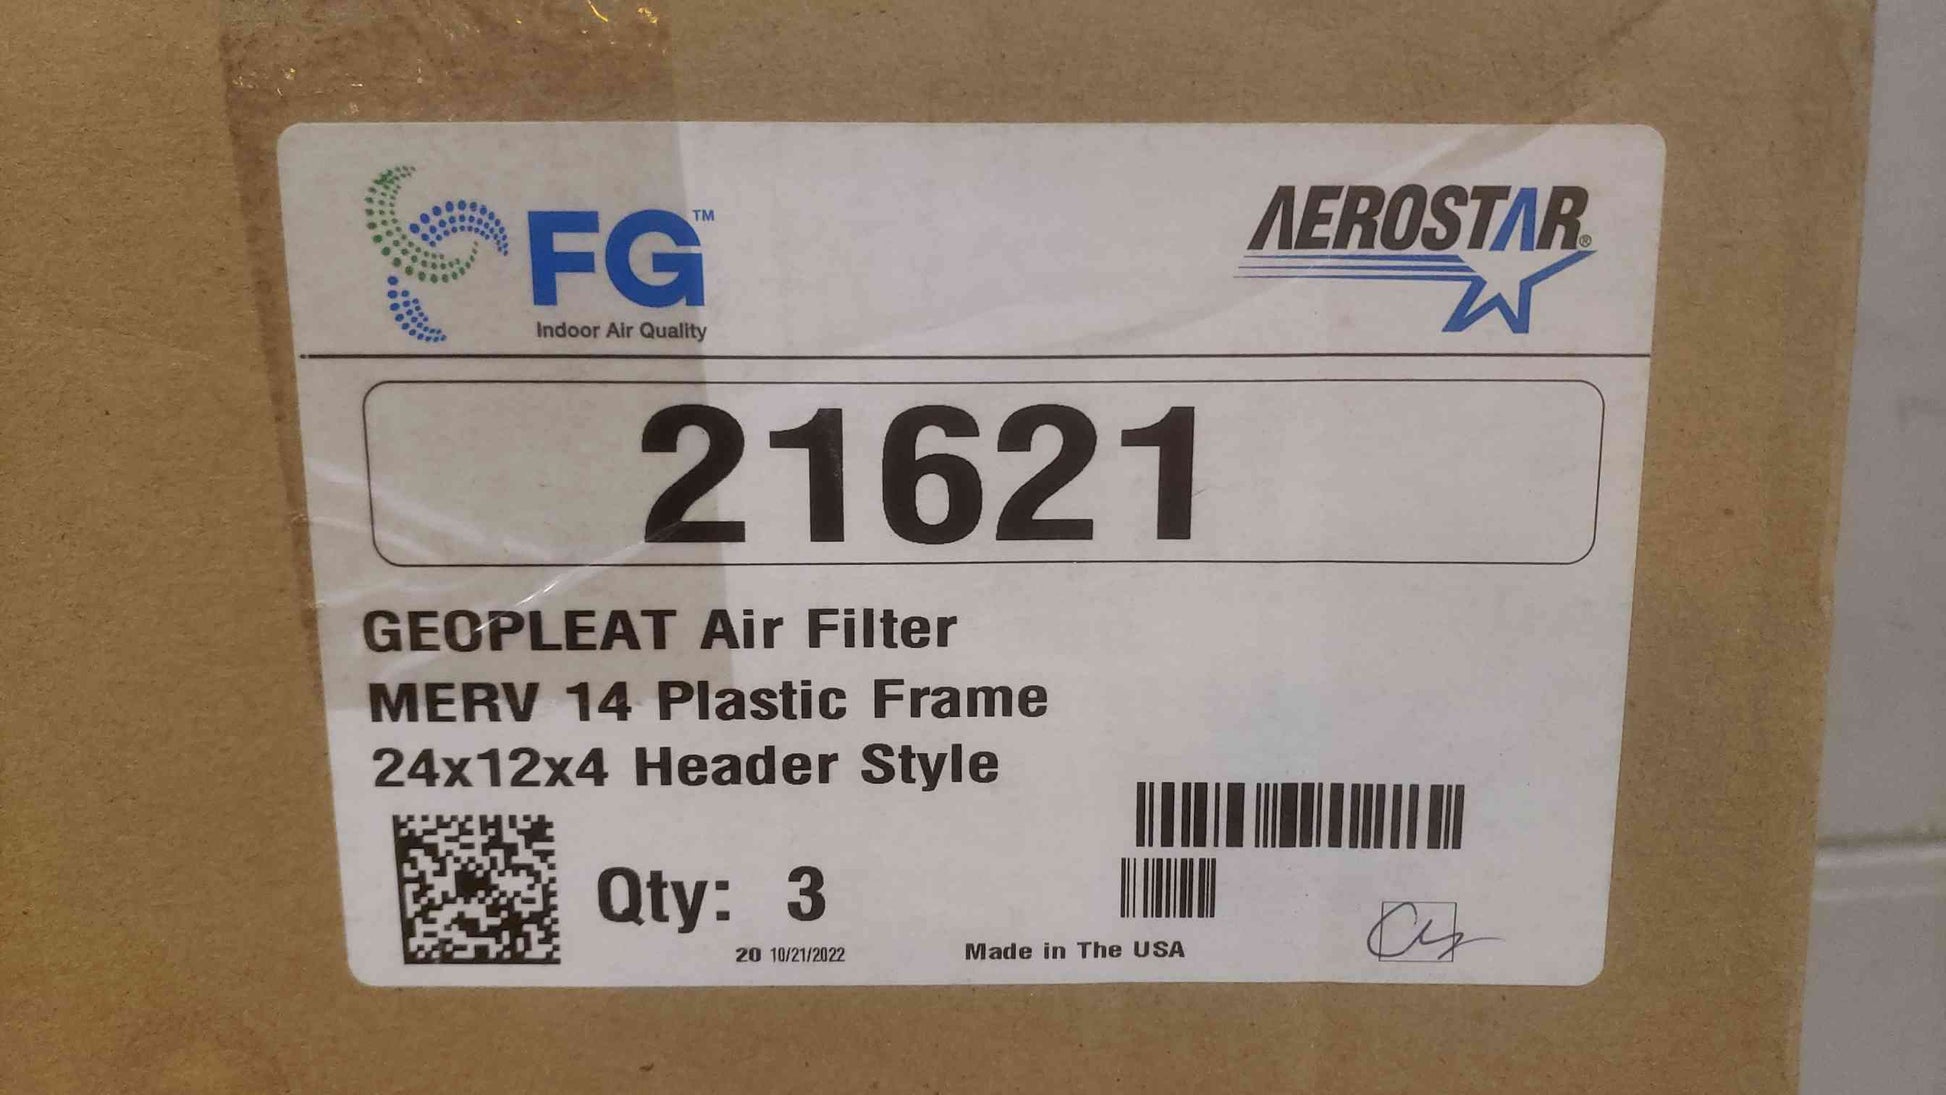 FG™
Indoor Air Quality
AEROSTAR®
21621
GEOPLEAT Air Filter
MERV 14 Plastic Frame
24x12x4 Header Style
Qty: 3
20 10/21/2022
Made in The USA